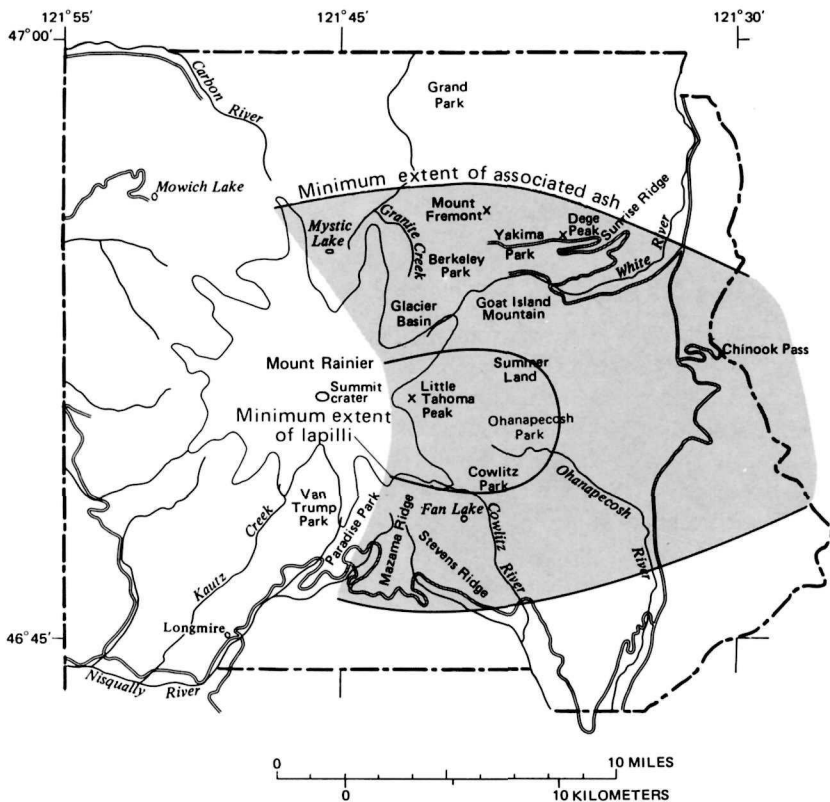 121°55′
121°45′
121°30′
47°00′
Carbon
River
Grand
Park
Mowich Lake
Minimum extent of associated ash
Mount
Fremont
Dege
Peak
Sunrise Ridge
Mystic
Lake
Granite
Creek
Yakima
Park
Berkeley
Park
White
River
Glacier
Basin
Goat Island
Mountain
Chinook Pass
Mount Rainier
Summer
Land
Summit
crater
Little
Tahoma
Peak
Minimum extent
of lapilli
Ohanapecosh
Park
Cowlitz
Park
Ohanapecosh
River
Van
Trump
Park
Fan Lake
Cowlitz
River
Creek
Kautz
Paradise Park
Mazama Ridge
Stevens Ridge
Longmire
46°45′
Nisqually
River
0
10 MILES
0
10 KILOMETERS